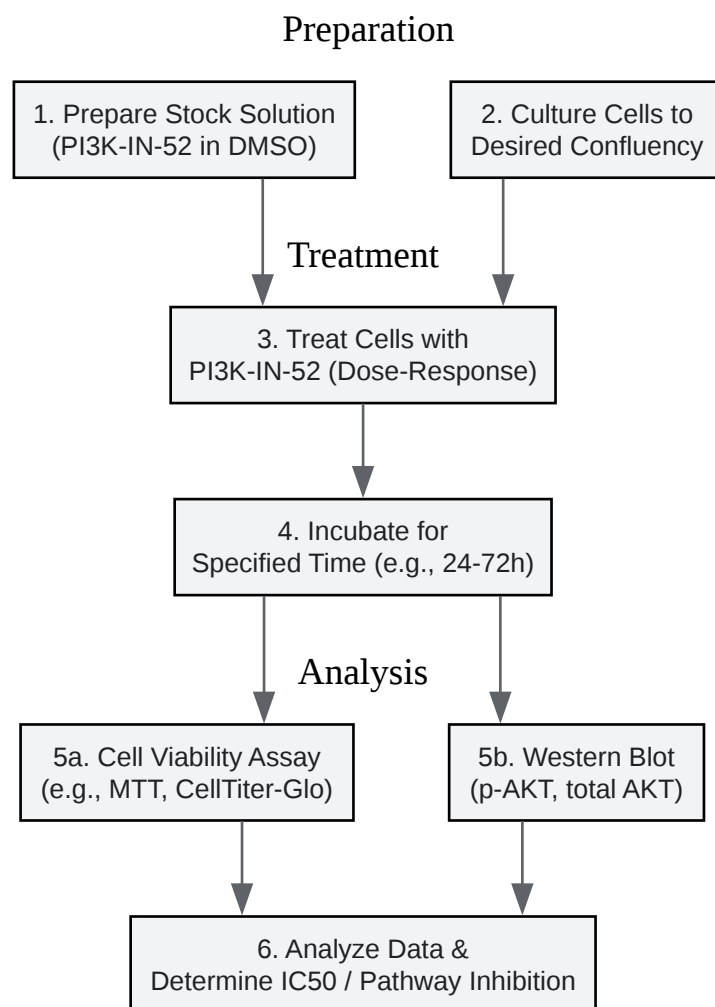 Preparation
1. Prepare Stock Solution
(PI3K-IN-52 in DMSO)
2. Culture Cells to
Desired Confluency
Treatment
3. Treat Cells with
PI3K-IN-52 (Dose-Response)
4. Incubate for
Specified Time (e.g., 24-72h)
Analysis
5a. Cell Viability Assay
(e.g., MTT, CellTiter-Glo)
5b. Western Blot
(p-AKT, total AKT)
6. Analyze Data &
Determine IC50 / Pathway Inhibition